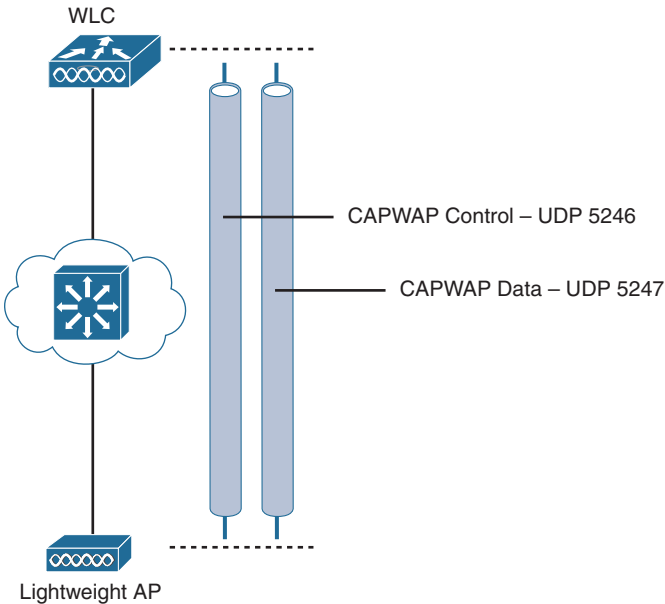 WLC
CAPWAP Control – UDP 5246
CAPWAP Data – UDP 5247
Lightweight AP